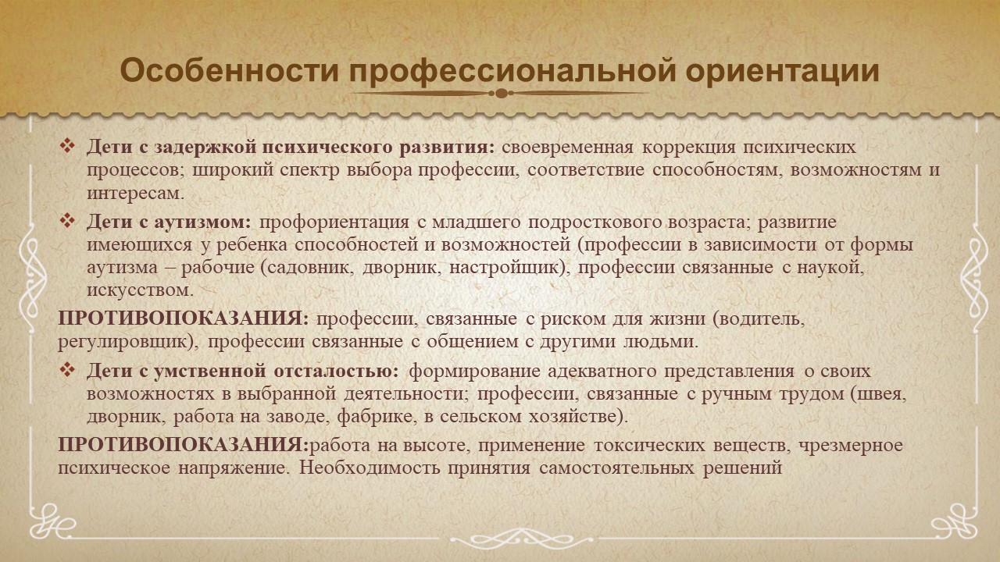 Особенности профессиональной ориентации
Дети с задержкой психического развития: своевременная коррекция психических
процессов; широкий спектр выбора профессии, соответствие способностям, возможностям и
интересам.
Дети с аутизмом: профориентация с младшего подросткового возраста; развитие
имеющихся у ребенка способностей и возможностей (профессии в зависимости от формы
аутизма – рабочие (садовник, дворник, настройщик), профессии связанные с наукой,
искусством.
ПРОТИВОПОКАЗАНИЯ: профессии, связанные с риском для жизни (водитель,
регулировщик), профессии связанные с общением с другими людьми.
Дети с умственной отсталостью: формирование адекватного представления о своих
возможностях в выбранной деятельности; профессии, связанные с ручным трудом (швея,
дворник, работа на заводе, фабрике, в сельском хозяйстве).
ПРОТИВОПОКАЗАНИЯ:работа на высоте, применение токсических веществ, чрезмерное
психическое напряжение. Необходимость принятия самостоятельных решений